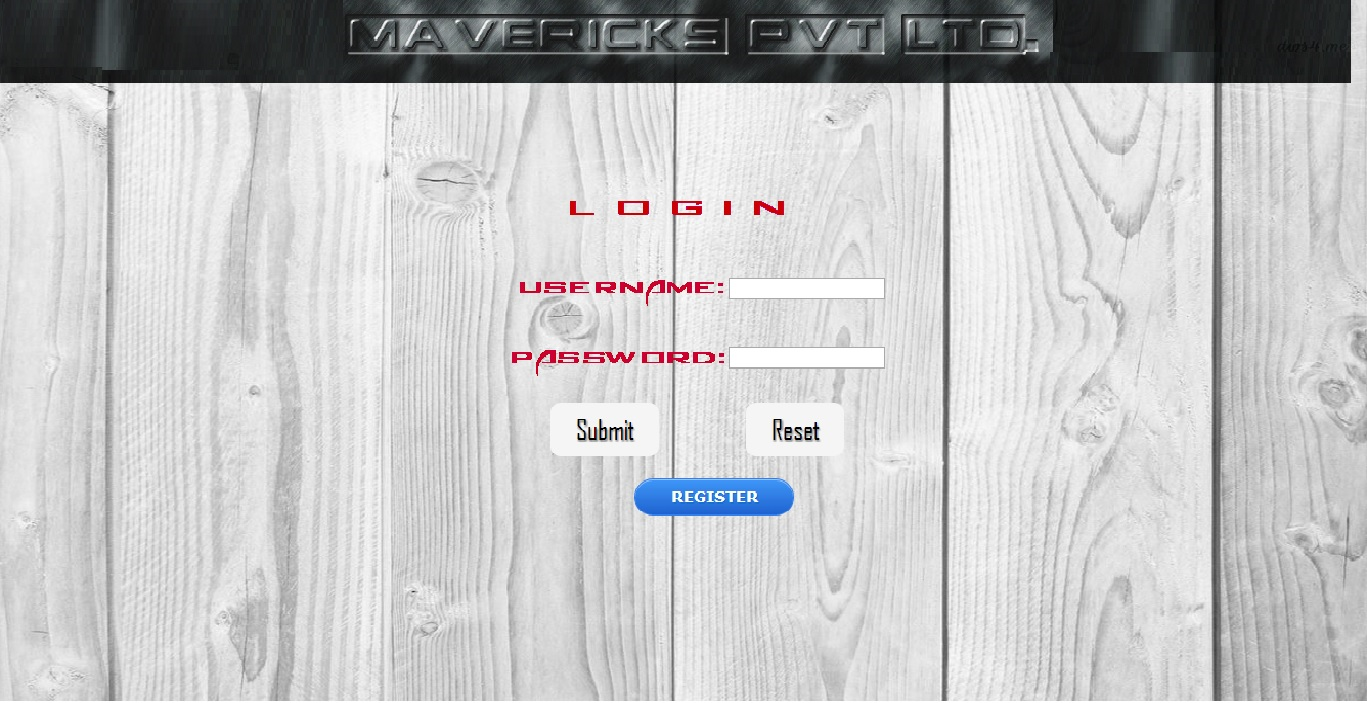 MAVERICKS PVT LTD.
LOGIN
USERNAME:
PASSWORD:
Submit Reset
REGISTER